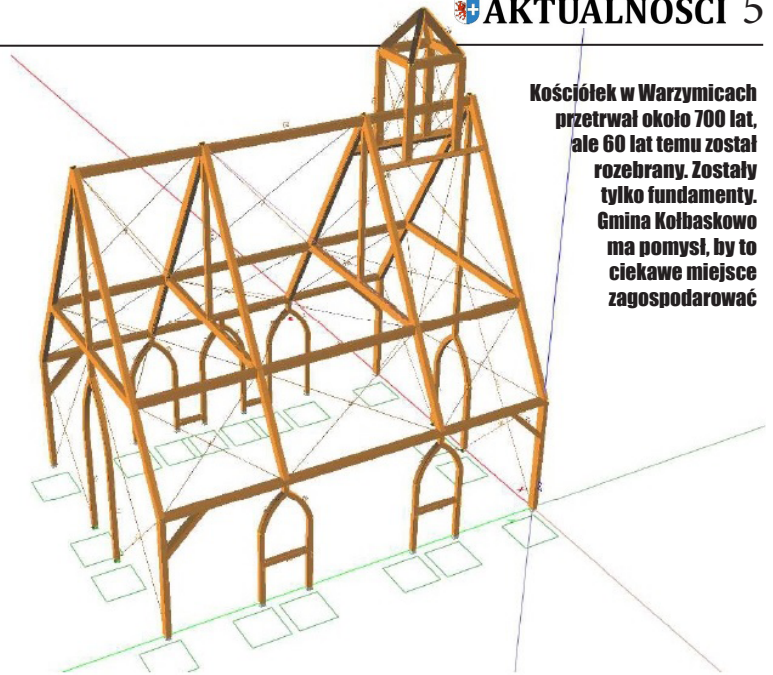 AKTUALNOŚCI 5
Kościółek w Warzymicach
przetrwał około 700 lat,
ale 60 lat temu został
rozebrany. Zostały
tylko fundamenty.
Gmina Kołbaskowo
ma pomysł, by to
ciekawe miejsce
zagospodarować